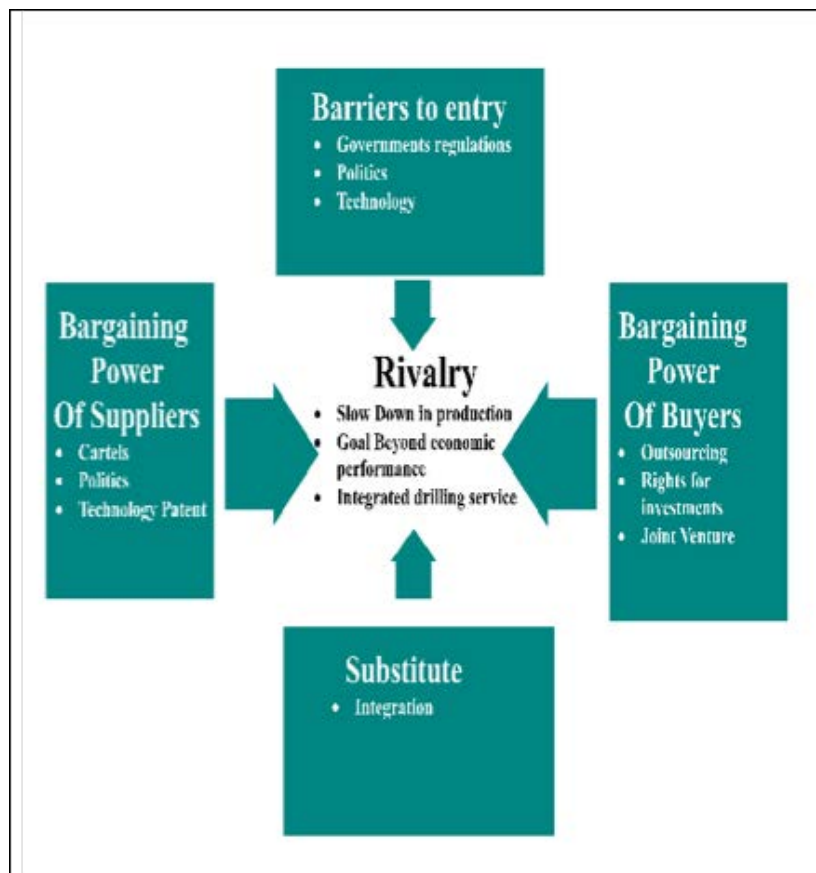 Barriers to entry
• Governments regulations
• Politics
• Technology
Bargaining
Power
Of Suppliers
• Cartels
• Politics
• Technology Patent
Rivalry
• Slow Down in production
• Goal Beyond economic
performance
• Integrated drilling service
Bargaining
Power
Of Buyers
• Outsourcing
• Rights for
investments
• Joint Venture
Substitute
• Integration